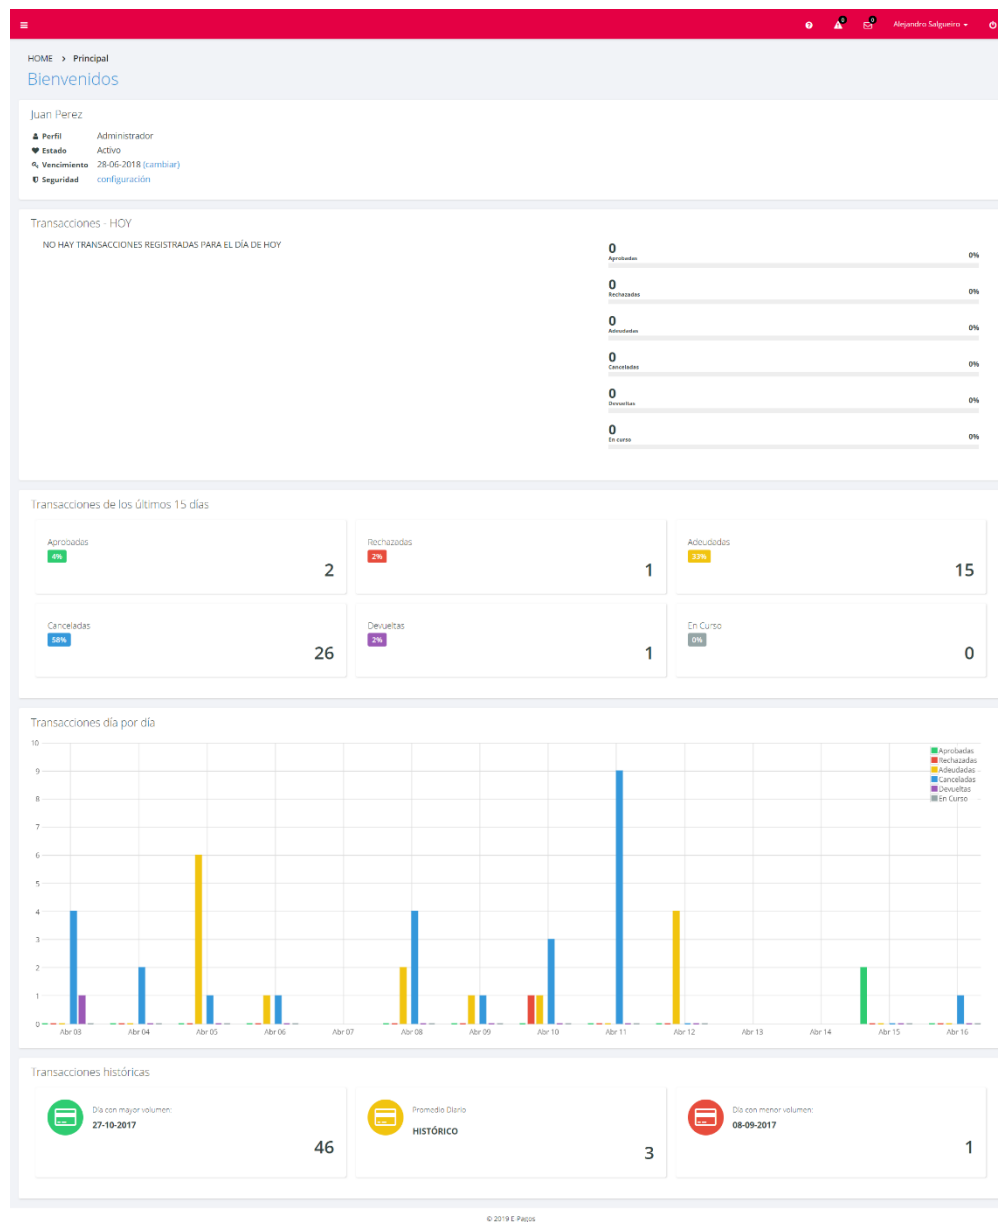 0 0 Alejandro Salgueiro
HOME > Principal
Bienvenidos
Juan Perez
Perfil Administrador
Estado Activo
Vencimiento 28-06-2018 (cambiar)
Seguridad configuración
Transacciones - HOY
NO HAY TRANSACCIONES REGISTRADAS PARA EL DÍA DE HOY
0
Aprobadas 0%
0
Rechazadas 0%
0
Adeudadas 0%
0
Canceladas 0%
0
Devueltas 0%
0
En curso 0%
Transacciones de los últimos 15 días
Aprobadas
4%
2
Rechazadas
2%
1
Adeudadas
33%
15
Canceladas
58%
26
Devueltas
2%
1
En Curso
0%
0
Transacciones día por día
10
9
8
7
6
5
4
3
2
1
0
Aprobadas
Rechazadas
Adeudadas
Canceladas
Devueltas
En Curso
Abr 03 Abr 04 Abr 05 Abr 06 Abr 07 Abr 08 Abr 09 Abr 10 Abr 11 Abr 12 Abr 13 Abr 14 Abr 15 Abr 16
Transacciones históricas
Día con mayor volumen:
27-10-2017
46
Promedio Diario
HISTÓRICO
3
Día con menor volumen:
08-09-2017
1
© 2019 E-Pagos